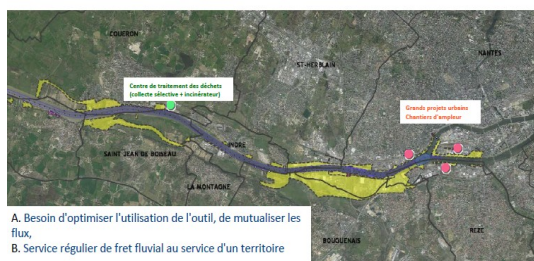 COUERON
NANTES
ST-HERBLAIN
Centre de traitement des déchets
(collecte sélective + incinérateur)
Grands projets urbains
Chantiers d'ampleur
INDRE
SAINT JEAN DE BOISEAU
LA MONTAGNE
BOUGUENAIS
REZE
A. Besoin d'optimiser l'utilisation de l'outil, de mutualiser les
flux,
B. Service régulier de fret fluvial au service d'un territoire